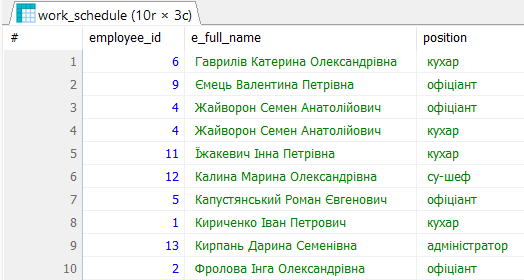 work_schedule (10r × 3c)
# employee_id e_full_name position
1 6 Гаврилів Катерина Олександрівна кухар
2 9 Ємець Валентина Петрівна офіціант
3 4 Жайворон Семен Анатолійович офіціант
4 4 Жайворон Семен Анатолійович кухар
5 11 Їжакевич Інна Петрівна кухар
6 12 Калина Марина Олександрівна су-шеф
7 5 Капустянський Роман Євгенович офіціант
8 1 Кириченко Іван Петрович кухар
9 13 Кирпань Дарина Семенівна адміністратор
10 2 Фролова Інга Олександрівна офіціант